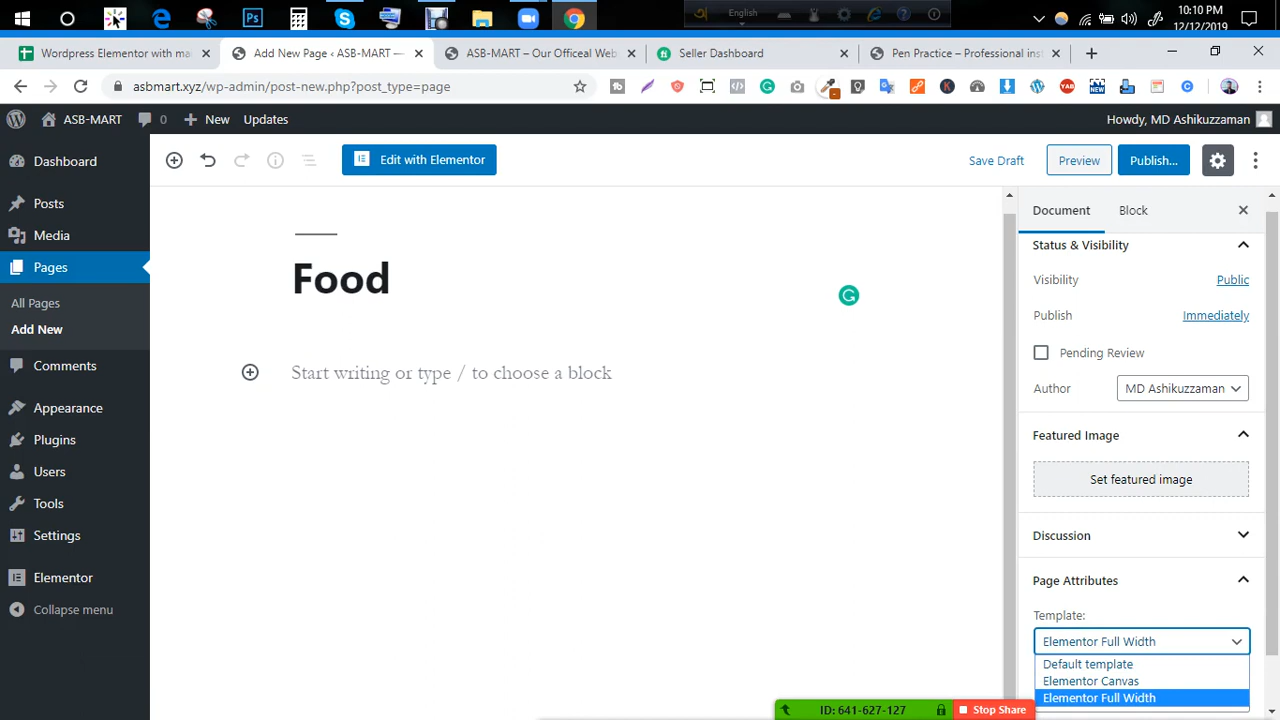 English
10:10 PM
12/12/2019
Wordpress Elementor with ma
Add New Page ‹ ASB-MART —
ASB-MART – Our Officeal Web
Seller Dashboard
Pen Practice – Professional inst
asbmart.xyz/wp-admin/post-new.php?post_type=page
ASB-MART
0
New
Updates
Howdy, MD Ashikuzzaman
Dashboard
Posts
Media
Pages
All Pages
Add New
Comments
Appearance
Plugins
Users
Tools
Settings
Elementor
Collapse menu
Edit with Elementor
Save Draft
Preview
Publish...
Food
Start writing or type / to choose a block
Document
Block
Status & Visibility
Visibility
Public
Publish
Immediately
Pending Review
Author
MD Ashikuzzaman
Featured Image
Set featured image
Discussion
Page Attributes
Template:
Elementor Full Width
Default template
Elementor Canvas
Elementor Full Width
ID: 641-627-127
Stop Share